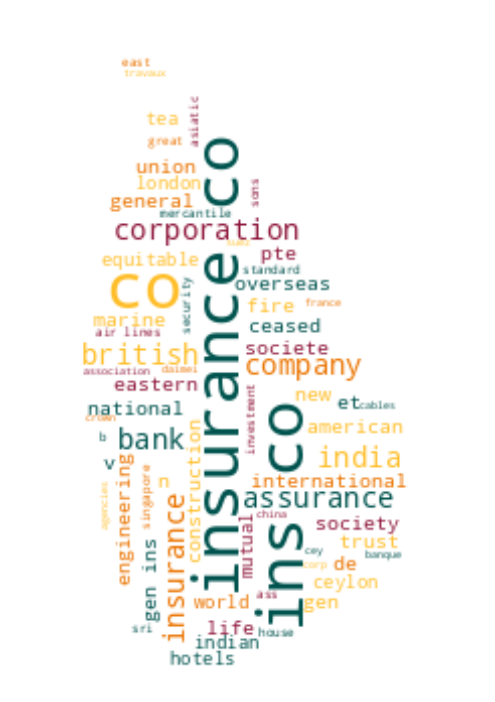 east
travaux
asiatic
tea
great
insurance co
union
london
sons
general
mercantile
corporation
suez
pte
equitable
standard
co
security
overseas
fire
france
marine
ceased
air lines
british
societe
company
association
daimei
eastern
investment
new
et
cables
national
ins co
crown
american
b
bank
construction
india
v
engineering
singapore
n
international
agencies
insurance
assurance
china
society
mutual
trust
gen ins
cey
banque
corp
de
ceylon
world
ass
gen
sri
life
house
indian
hotels